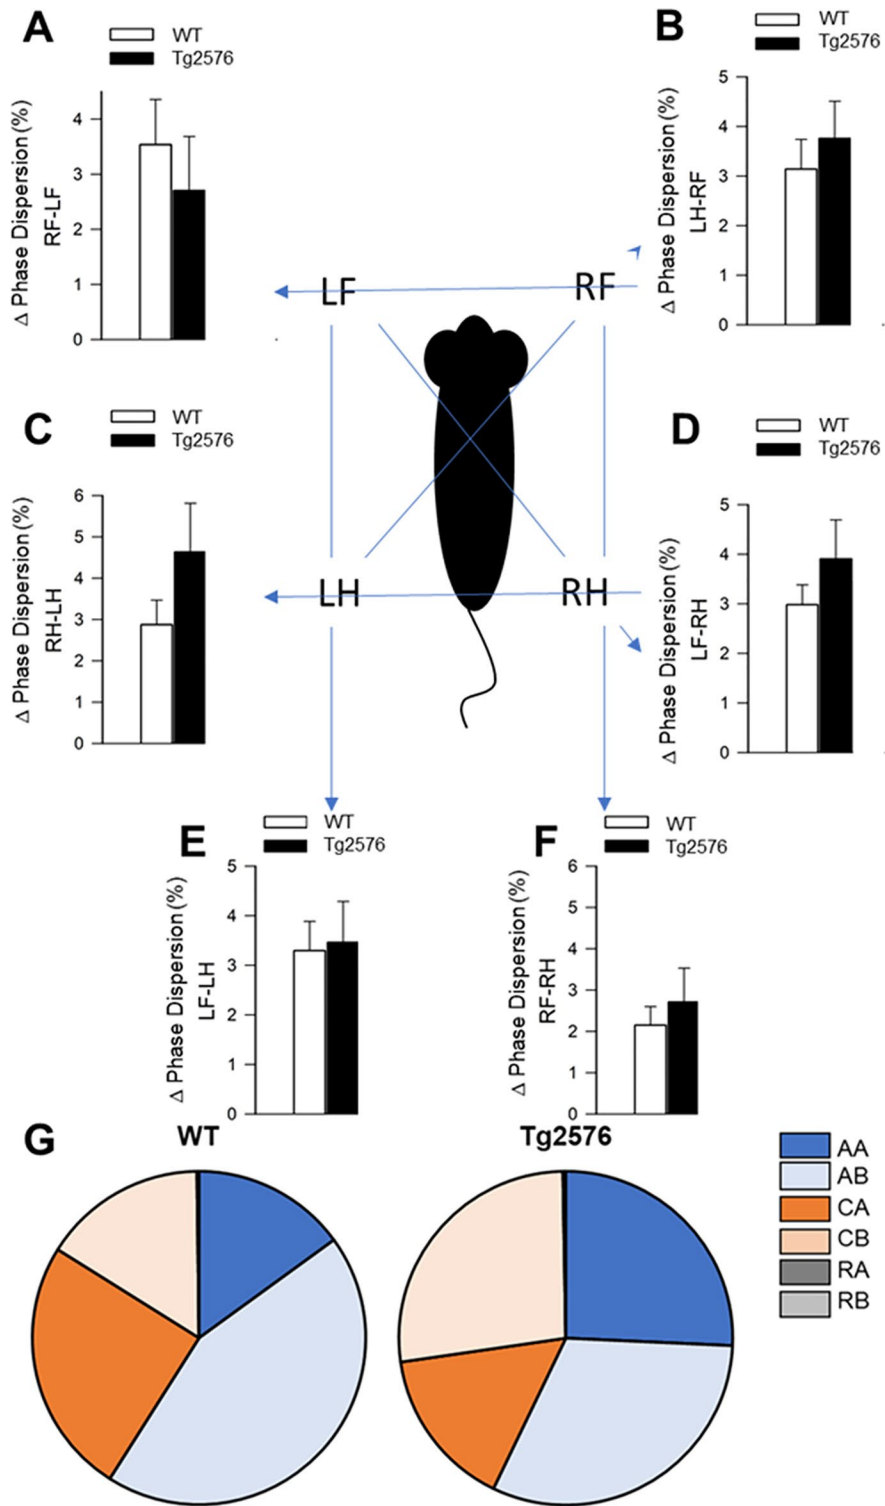 A
WT
Tg2576
Δ Phase Dispersion (%)
RF-LF
4
3
2
1
0
B
WT
Tg2576
Δ Phase Dispersion (%)
LH-RF
5
4
3
2
1
0
LF
RF
C
WT
Tg2576
Δ Phase Dispersion (%)
RH-LH
6
5
4
3
2
1
0
D
WT
Tg2576
Δ Phase Dispersion (%)
LF-RH
5
4
3
2
1
0
LH
RH
E
WT
Tg2576
Δ Phase Dispersion (%)
LF-LH
5
4
3
2
1
0
F
WT
Tg2576
Δ Phase Dispersion (%)
RF-RH
6
5
4
3
2
1
0
G
WT
Tg2576
AA
AB
CA
CB
RA
RB